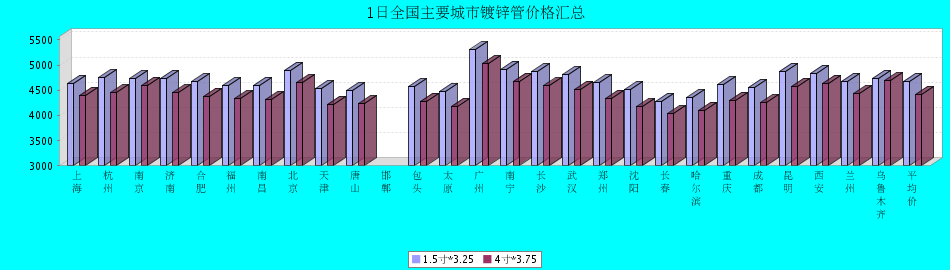 1日全国主要城市镀锌管价格汇总
5500
5000
4500
4000
3500
3000
上海
杭州
南京
济南
合肥
福州
南昌
北京
天津
唐山
邯郸
包头
太原
广州
南宁
长沙
武汉
郑州
沈阳
长春
哈尔滨
重庆
成都
昆明
西安
兰州
乌鲁木齐
平均价
1.5寸*3.25
4寸*3.75